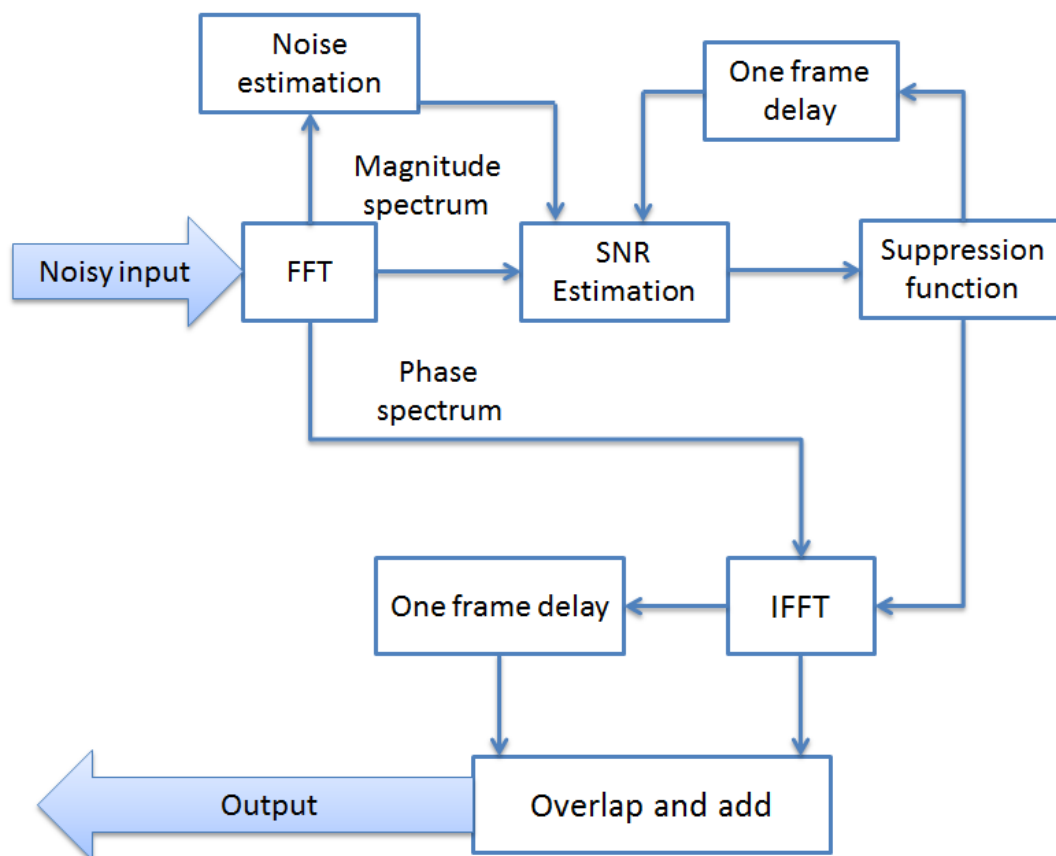 Noise
estimation
One frame
delay
Magnitude
spectrum
Noisy input
FFT
SNR
Estimation
Suppression
function
Phase
spectrum
One frame delay
IFFT
Output
Overlap and add